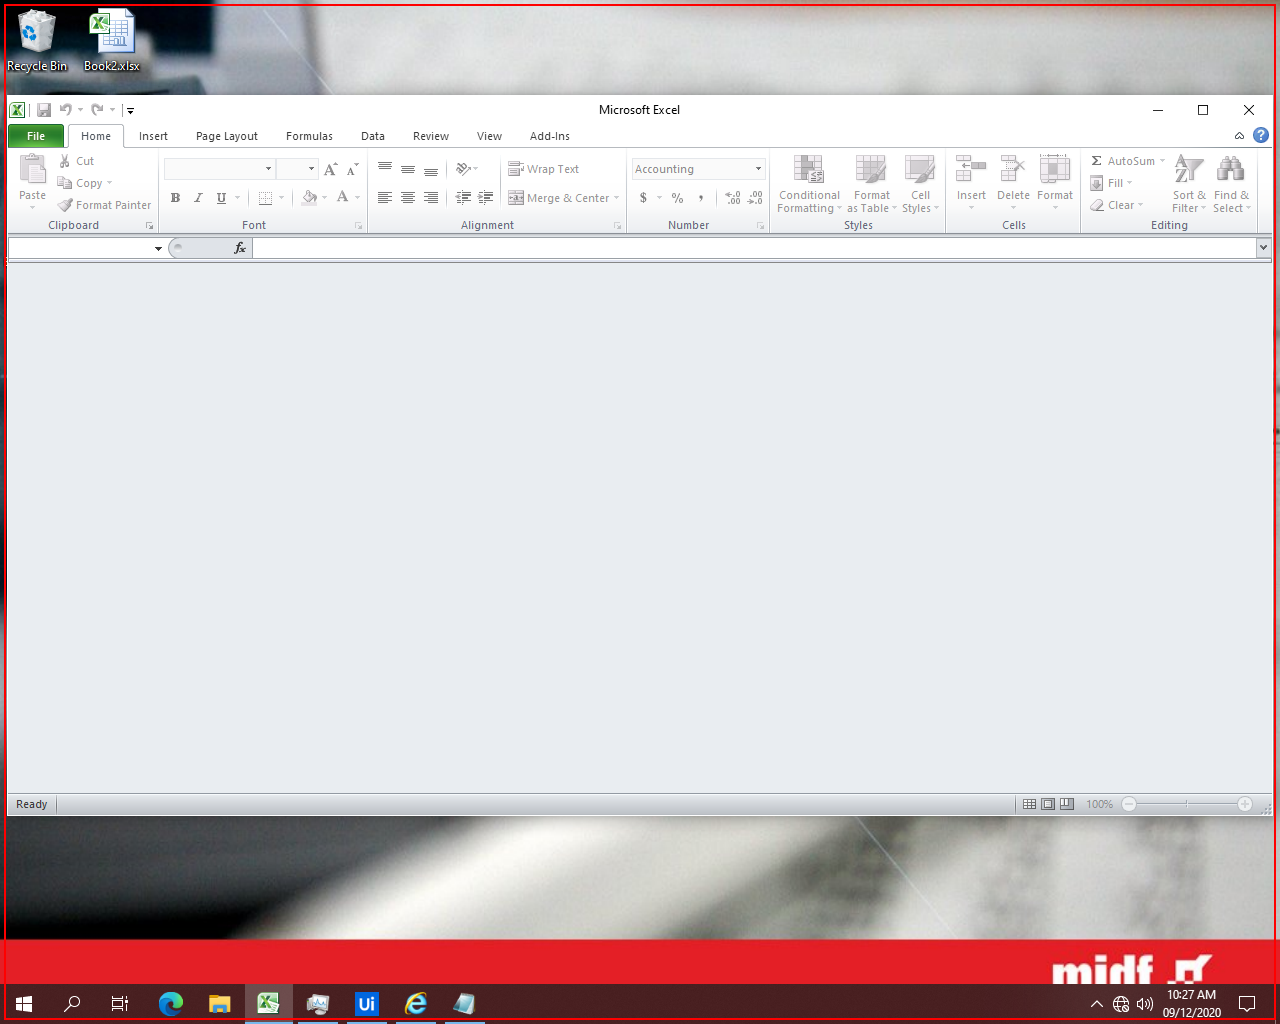 Recycle Bin
Book2.xlsx
Microsoft Excel
File
Home
Insert
Page Layout
Formulas
Data
Review
View
Add-Ins
Paste
Cut
Copy
Format Painter
Clipboard
B I U
A A
A
Font
Wrap Text
Merge & Center
Alignment
Accounting
$ % ,
Number
Conditional Formatting
Format as Table
Cell Styles
Styles
Insert
Delete
Format
Cells
Σ AutoSum
Fill
Clear
Sort & Filter
Find & Select
Editing
fx
Ready
100%
midf
Ui
10:27 AM
09/12/2020